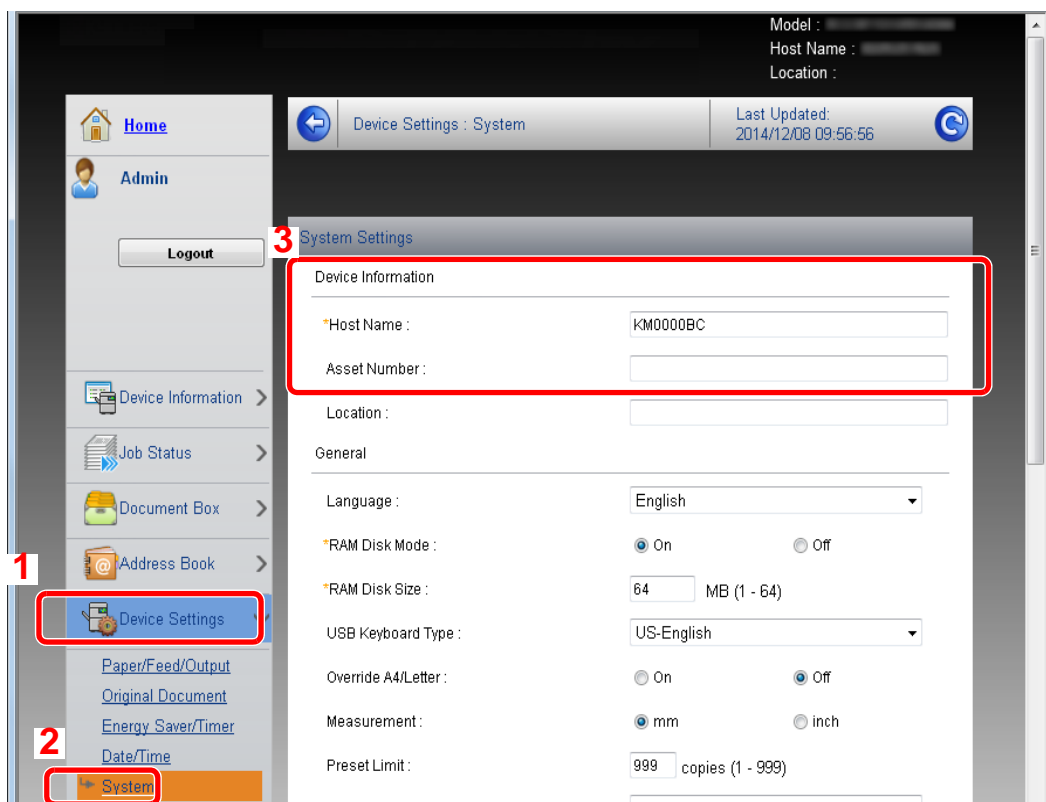 Model :
Host Name :
Location :
Home
Device Settings : System
Last Updated:
2014/12/08 09:56:56
Admin
Logout
3
System Settings
Device Information
*Host Name :
KM0000BC
Asset Number :
Location :
Device Information
Job Status
Document Box
Address Book
1
Device Settings
Paper/Feed/Output
Original Document
Energy Saver/Timer
2
Date/Time
System
General
Language :
English
*RAM Disk Mode :
On
Off
*RAM Disk Size :
64
MB (1 - 64)
USB Keyboard Type :
US-English
Override A4/Letter :
On
Off
Measurement :
mm
inch
Preset Limit :
999
copies (1 - 999)